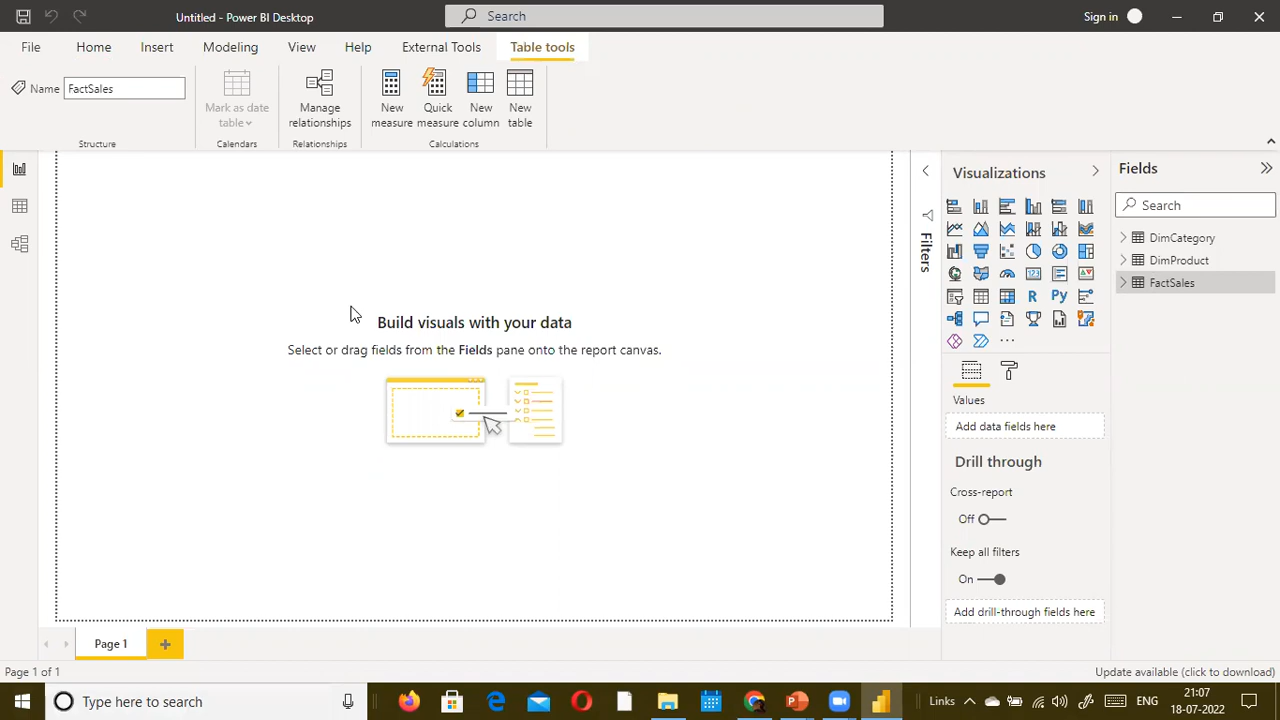 Untitled - Power BI Desktop
Search
Sign in
File
Home
Insert
Modeling
View
Help
External Tools
Table tools
Name
FactSales
Mark as date
table
Manage
relationships
New
measure
Quick
measure
New
column
New
table
Structure
Calendars
Relationships
Calculations
Build visuals with your data
Select or drag fields from the Fields pane onto the report canvas.
Filters
Visualizations
R
Py
123
Values
Add data fields here
Drill through
Cross-report
Off
Keep all filters
On
Add drill-through fields here
Fields
Search
DimCategory
DimProduct
FactSales
Page 1
Page 1 of 1
Update available (click to download)
Type here to search
Links
ENG
21:07
18-07-2022